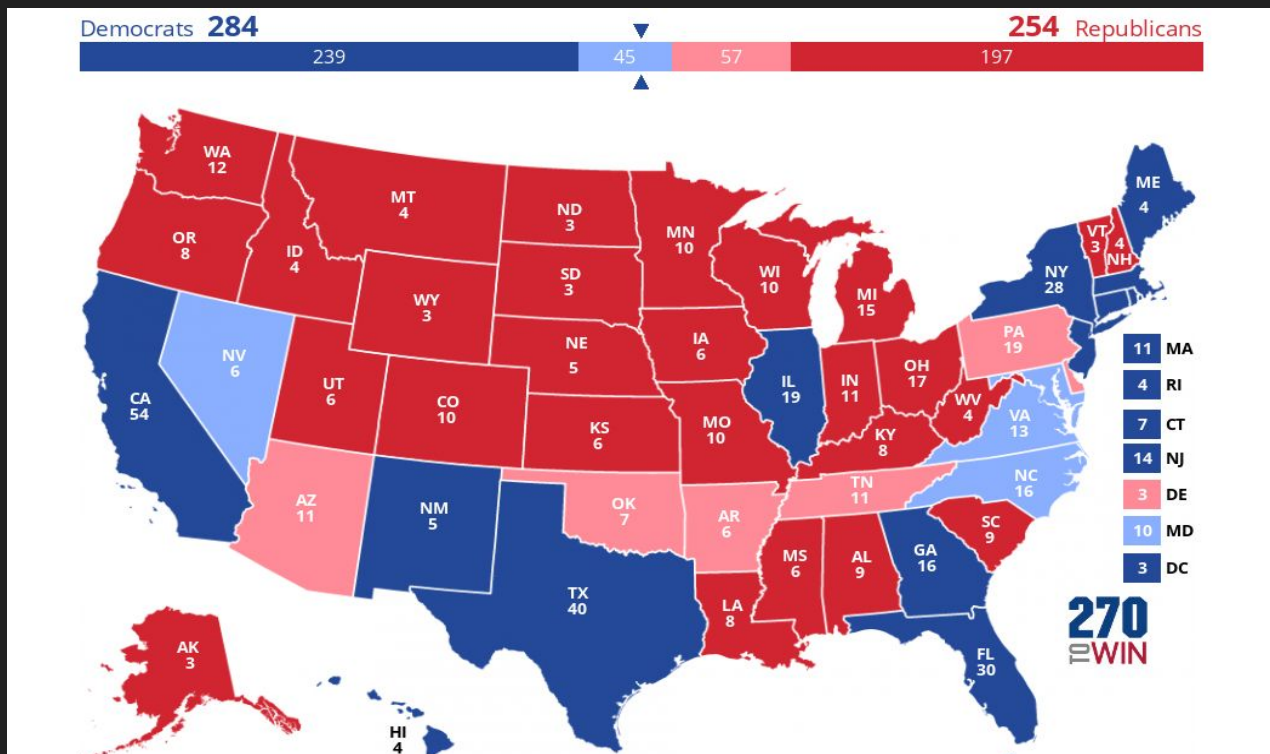 Democrats 284
254 Republicans
239
45
57
197
WA
12
MT
4
ND
3
MN
10
ME
4
OR
8
ID
4
SD
3
WI
10
VT
3
4
NH
WY
3
MI
15
NY
28
NV
6
NE
5
IA
6
PA
19
11 MA
UT
6
CO
10
IL
19
IN
11
OH
17
4 RI
CA
54
KS
6
MO
10
WV
4
VA
13
7 CT
KY
8
14 NJ
AZ
11
NM
5
OK
7
AR
6
TN
11
NC
16
3 DE
SC
9
10 MD
MS
6
AL
9
GA
16
3 DC
TX
40
LA
8
270
TO WIN
AK
3
FL
30
HI
4